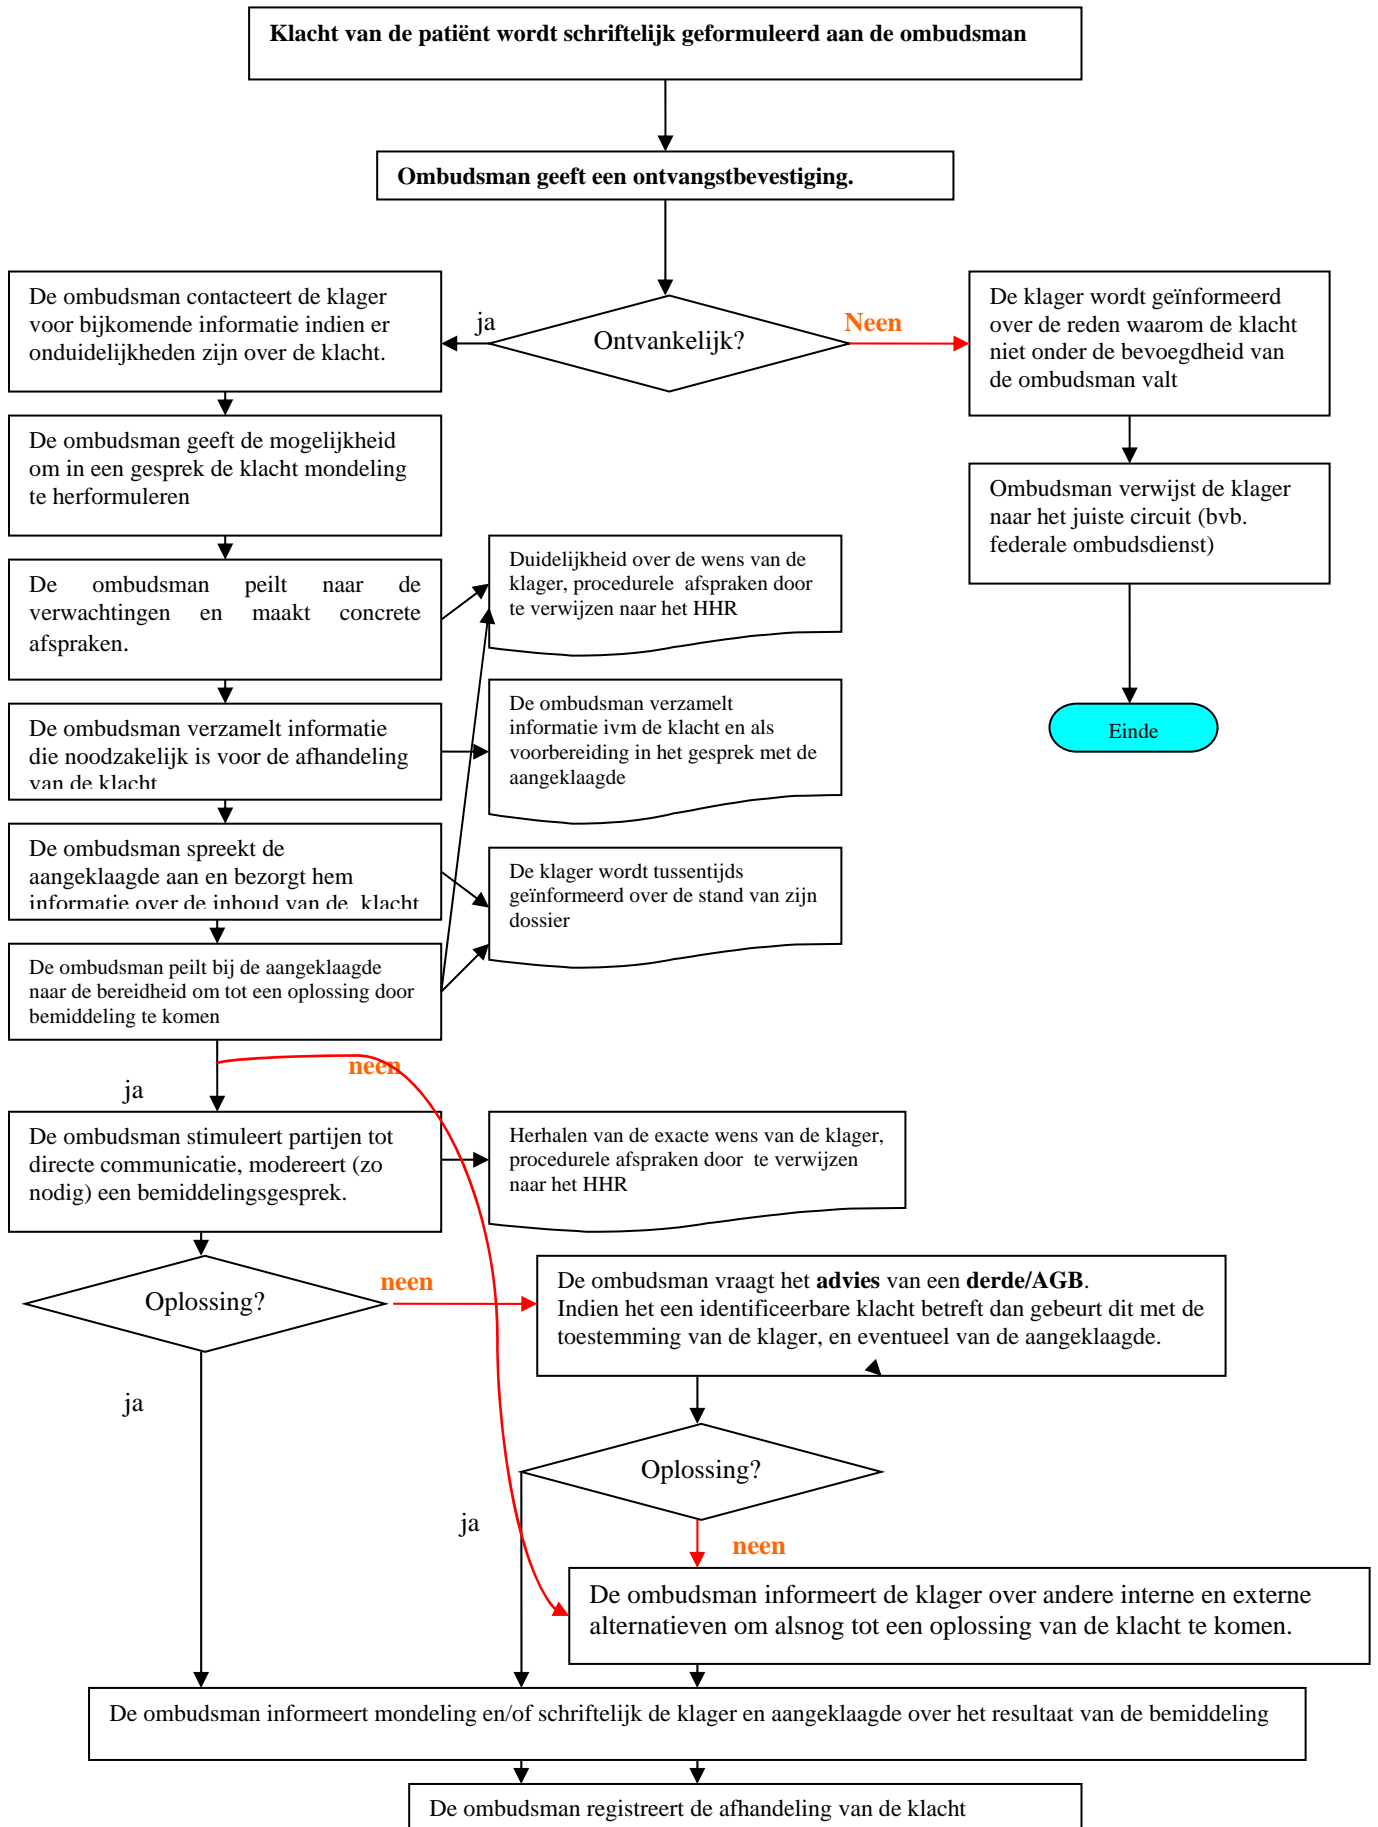 Klacht van de patiënt wordt schriftelijk geformuleerd aan de ombudsman
Ombudsman geeft een ontvangstbevestiging.
De ombudsman contacteert de klager
voor bijkomende informatie indien er
onduidelijkheden zijn over de klacht.
ja
Ontvankelijk?
Neen
De klager wordt geïnformeerd
over de reden waarom de klacht
niet onder de bevoegdheid van
de ombudsman valt
De ombudsman geeft de mogelijkheid
om in een gesprek de klacht mondeling
te herformuleren
Ombudsman verwijst de klager
naar het juiste circuit (bvb.
federale ombudsdienst)
De ombudsman peilt naar de
verwachtingen en maakt concrete
afspraken.
Duidelijkheid over de wens van de
klager, procedurele afspraken door
te verwijzen naar het HHR
De ombudsman verzamelt informatie
die noodzakelijk is voor de afhandeling
van de klacht
De ombudsman verzamelt
informatie ivm de klacht en als
voorbereiding in het gesprek met de
aangeklaagde
Einde
De ombudsman spreekt de
aangeklaagde aan en bezorgt hem
informatie over de inhoud van de klacht
De klager wordt tussentijds
geïnformeerd over de stand van zijn
dossier
De ombudsman peilt bij de aangeklaagde
naar de bereidheid om tot een oplossing door
bemiddeling te komen
neen
ja
De ombudsman stimuleert partijen tot
directe communicatie, modereert (zo
nodig) een bemiddelingsgesprek.
Herhalen van de exacte wens van de klager,
procedurele afspraken door te verwijzen
naar het HHR
Oplossing?
neen
De ombudsman vraagt het advies van een derde/AGB.
Indien het een identificeerbare klacht betreft dan gebeurt dit met de
toestemming van de klager, en eventueel van de aangeklaagde.
ja
Oplossing?
ja
neen
De ombudsman informeert de klager over andere interne en externe
alternatieven om alsnog tot een oplossing van de klacht te komen.
De ombudsman informeert mondeling en/of schriftelijk de klager en aangeklaagde over het resultaat van de bemiddeling
De ombudsman registreert de afhandeling van de klacht